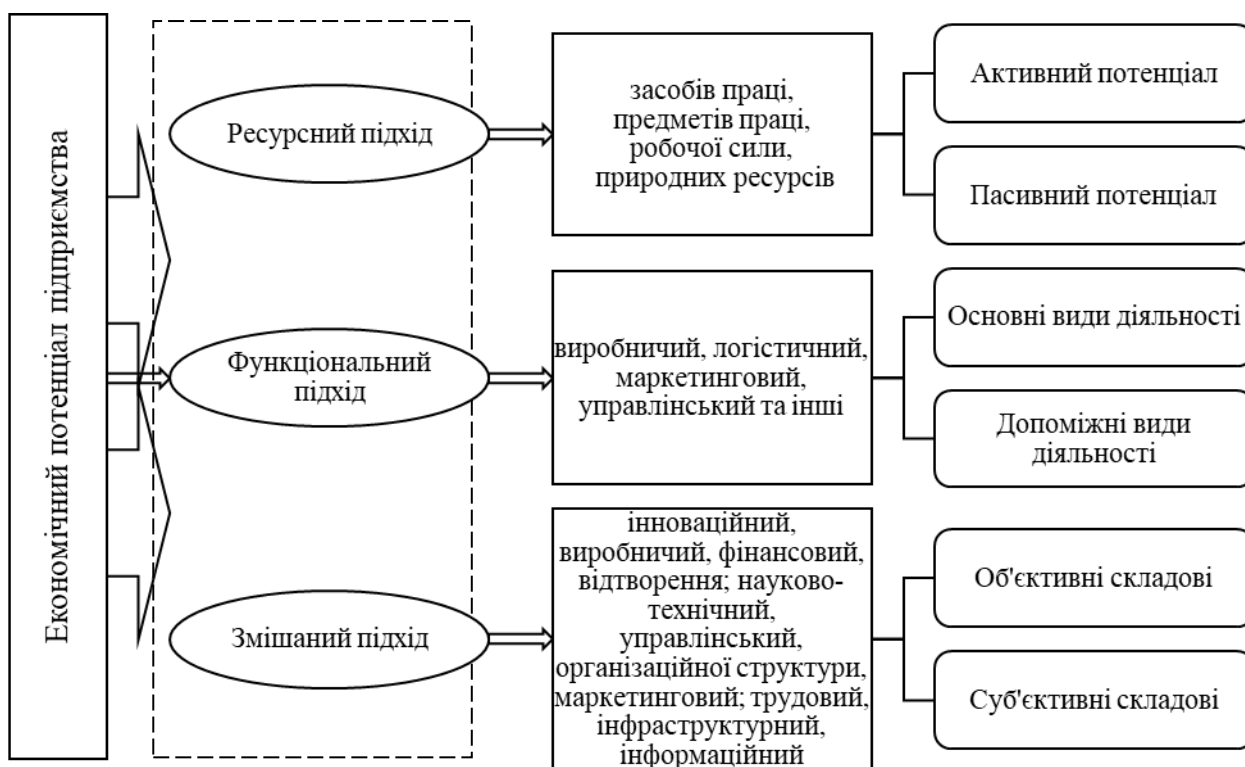 Економічний потенціал підприємства
Ресурсний підхід
засобів праці,
предметів праці,
робочої сили,
природних ресурсів
Активний потенціал
Пасивний потенціал
Функціональний
підхід
виробничий, логістичний,
маркетинговий,
управлінський та інші
Основні види діяльності
Допоміжні види
діяльності
Змішаний підхід
інноваційний,
виробничий, фінансовий,
відтворення; науково-
технічний,
управлінський,
організаційної структури,
маркетинговий; трудовий,
інфраструктурний,
інформаційний
Об'єктивні складові
Суб'єктивні складові